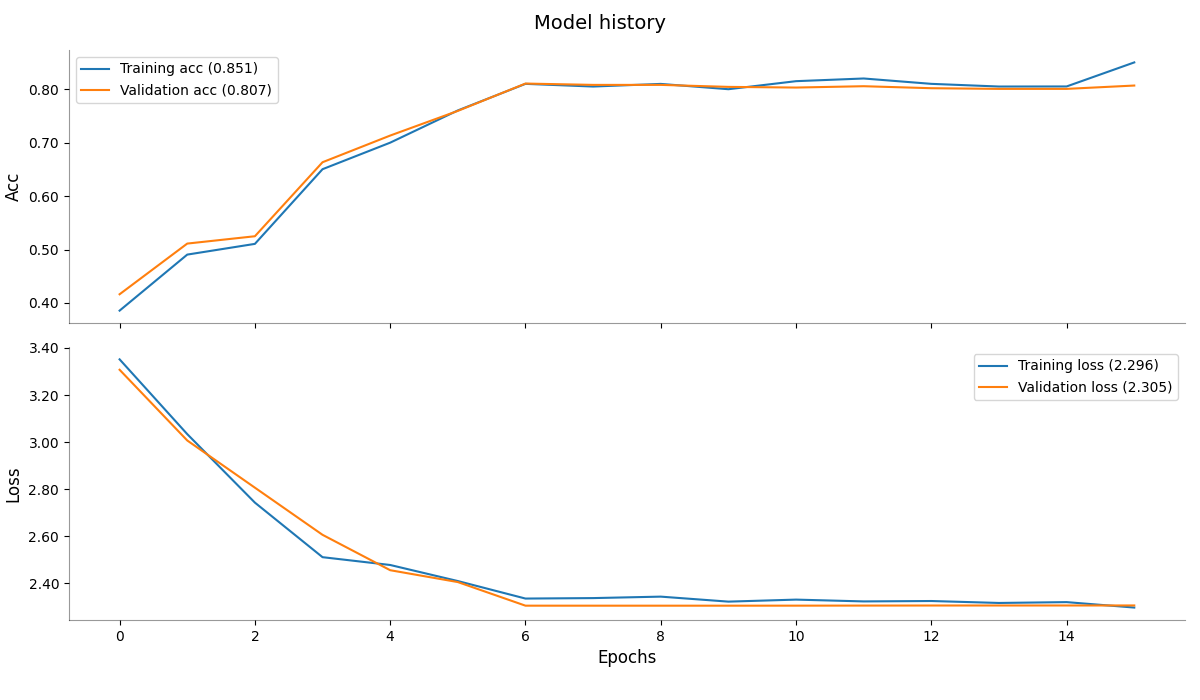 Model history
Training acc (0.851)
Validation acc (0.807)
Acc
0.80
0.70
0.60
0.50
0.40
Training loss (2.296)
Validation loss (2.305)
Loss
3.40
3.20
3.00
2.80
2.60
2.40
0 2 4 6 8 10 12 14
Epochs